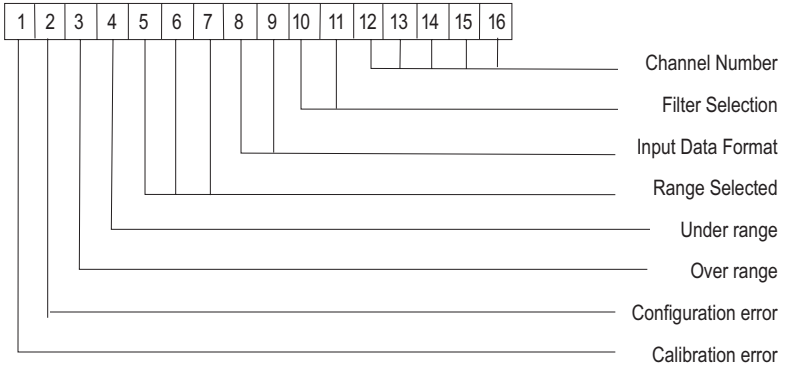 1 2 3 4 5 6 7 8 9 10 11 12 13 14 15 16
Channel Number
Filter Selection
Input Data Format
Range Selected
Under range
Over range
Configuration error
Calibration error